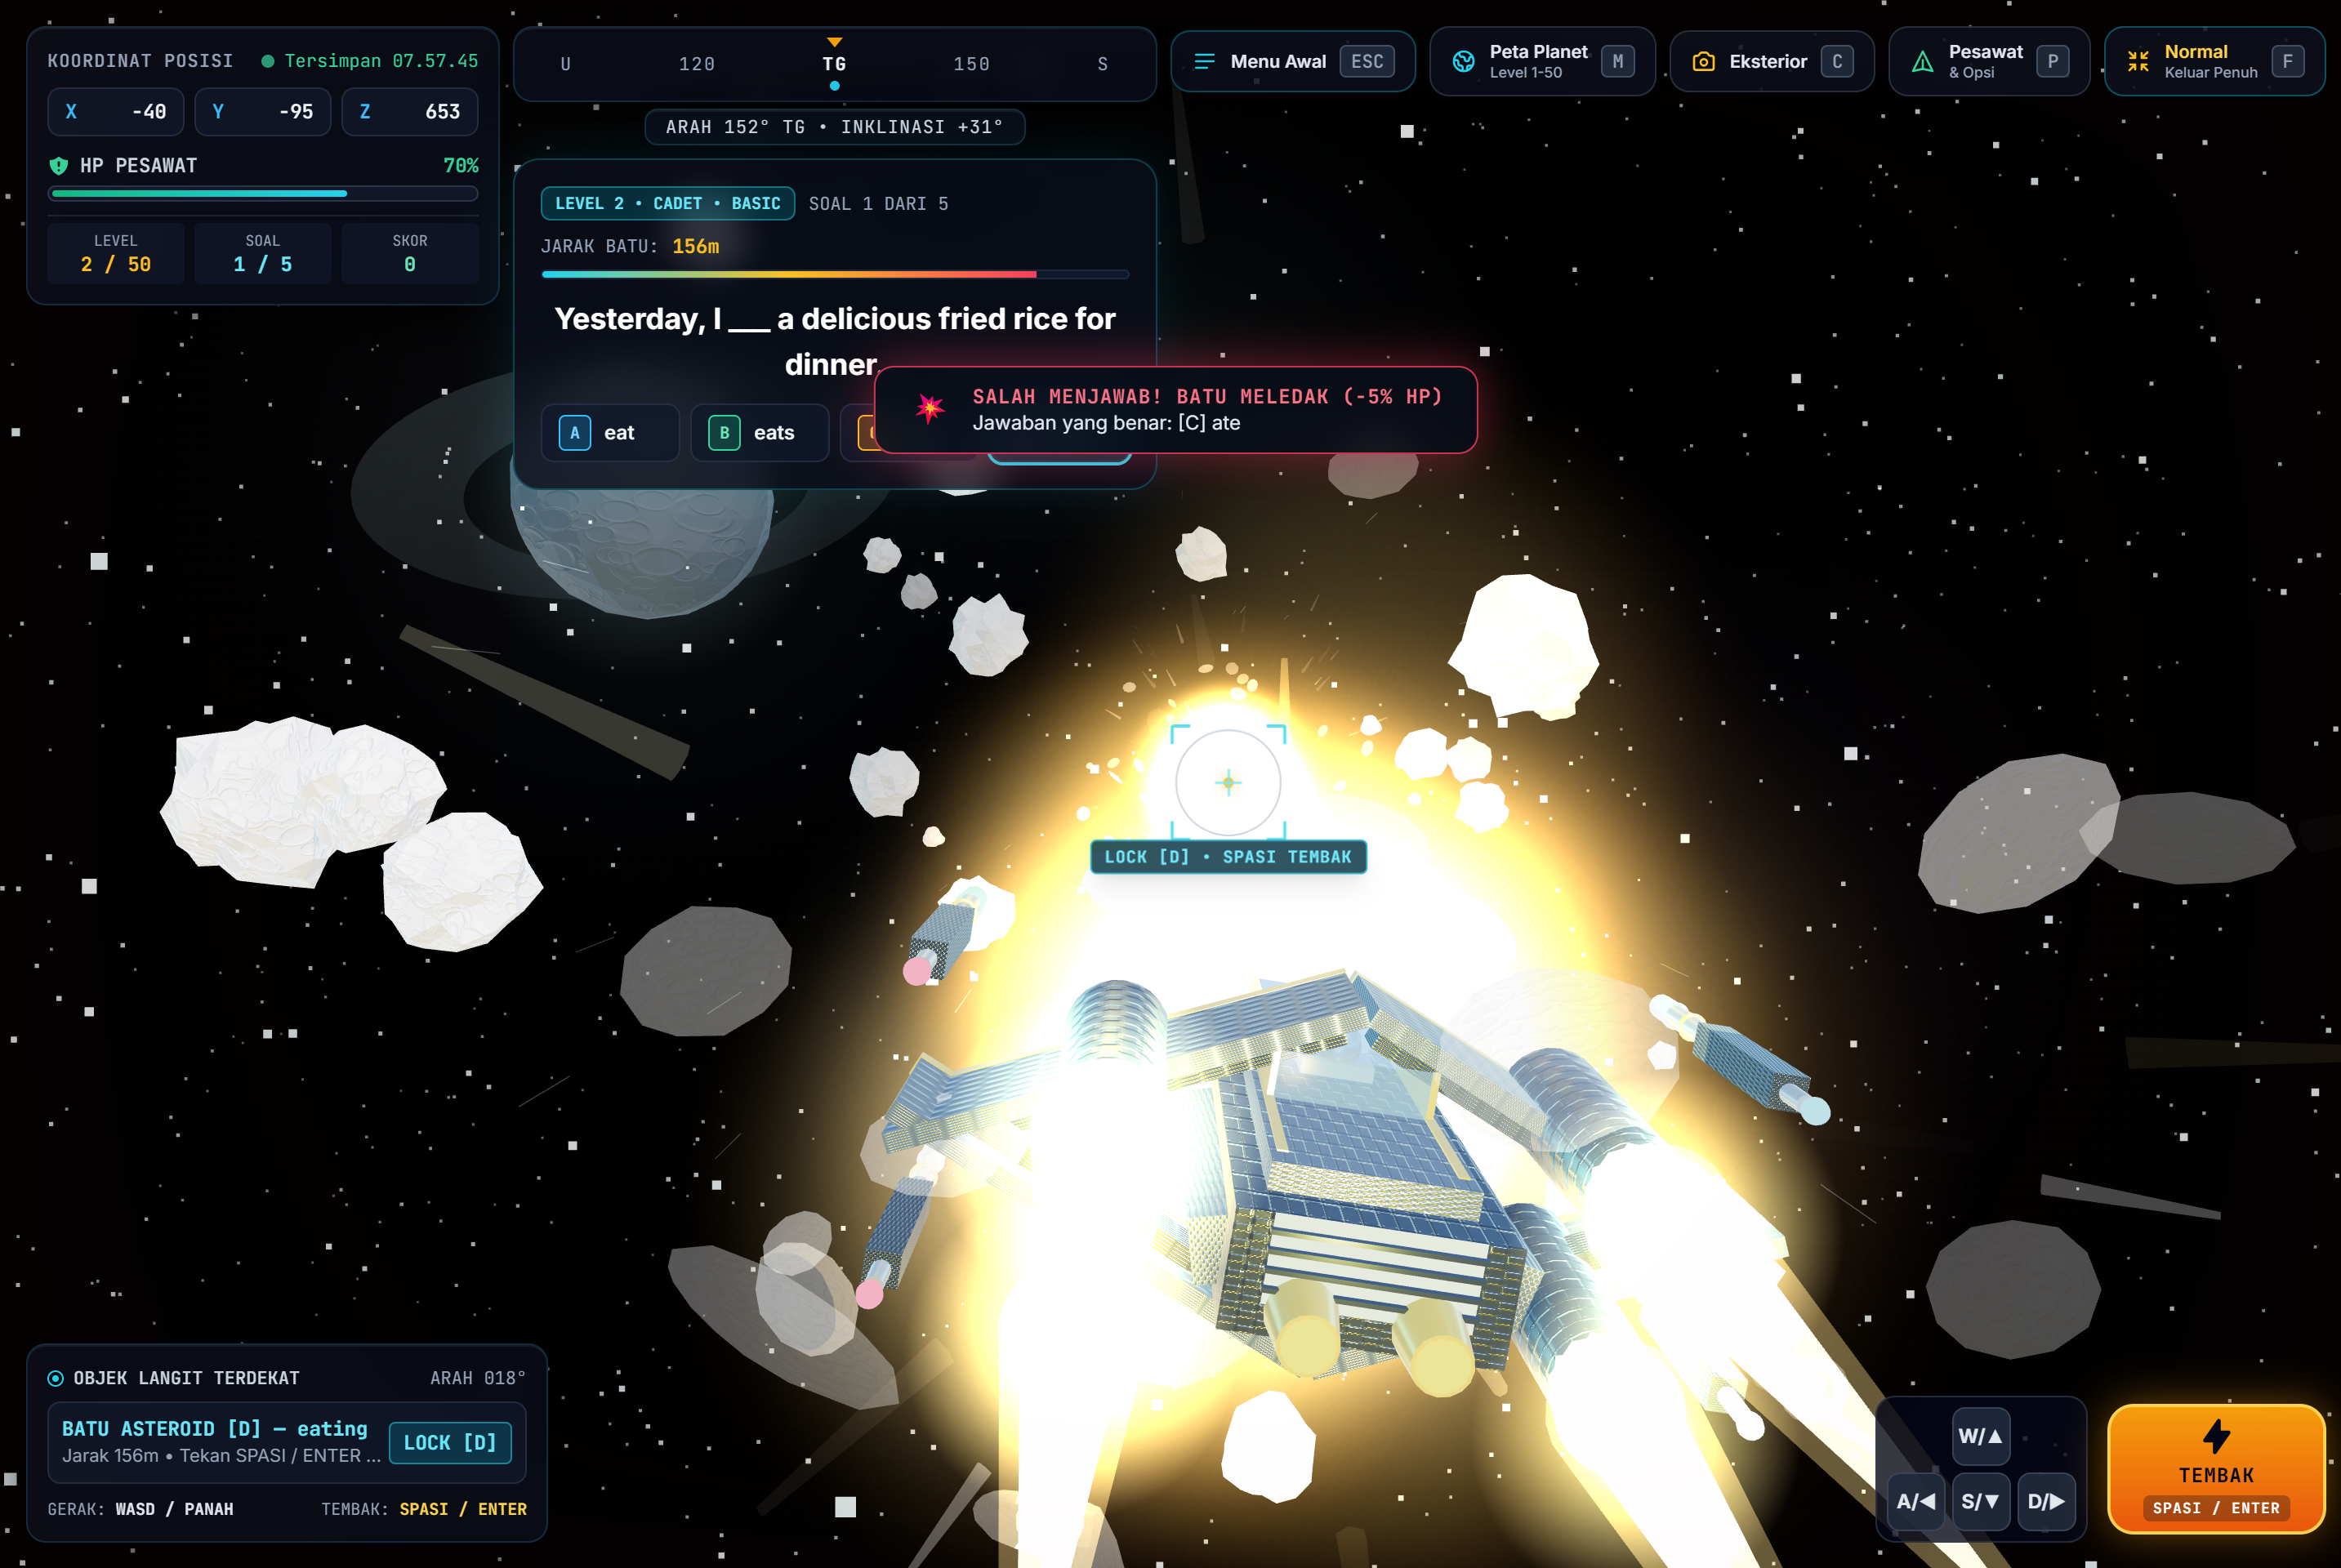 KOORDINAT POSISI
Tersimpan 07.57.45
X -40
Y -95
Z 653
HP PESAWAT
70%
LEVEL
2 / 50
SOAL
1 / 5
SKOR
0
U 120 TG 150 S
ARAH 152° TG • INKLINASI +31°
Menu Awal ESC
Peta Planet
Level 1-50
M
Eksterior C
Pesawat
& Opsi
P
Normal
Keluar Penuh
F
LEVEL 2 • CADET • BASIC
SOAL 1 DARI 5
JARAK BATU: 156m
Yesterday, I ___ a delicious fried rice for
dinner.
A eat
B eats
SALAH MENJAWAB! BATU MELEDAK (-5% HP)
Jawaban yang benar: [C] ate
LOCK [D] • SPASI TEMBAK
OBJEK LANGIT TERDEKAT
ARAH 018°
BATU ASTEROID [D] — eating
Jarak 156m • Tekan SPASI / ENTER ...
LOCK [D]
GERAK: WASD / PANAH
TEMBAK: SPASI / ENTER
W/▲
A/◀ S/▼ D/▶
TEMBAK
SPASI / ENTER